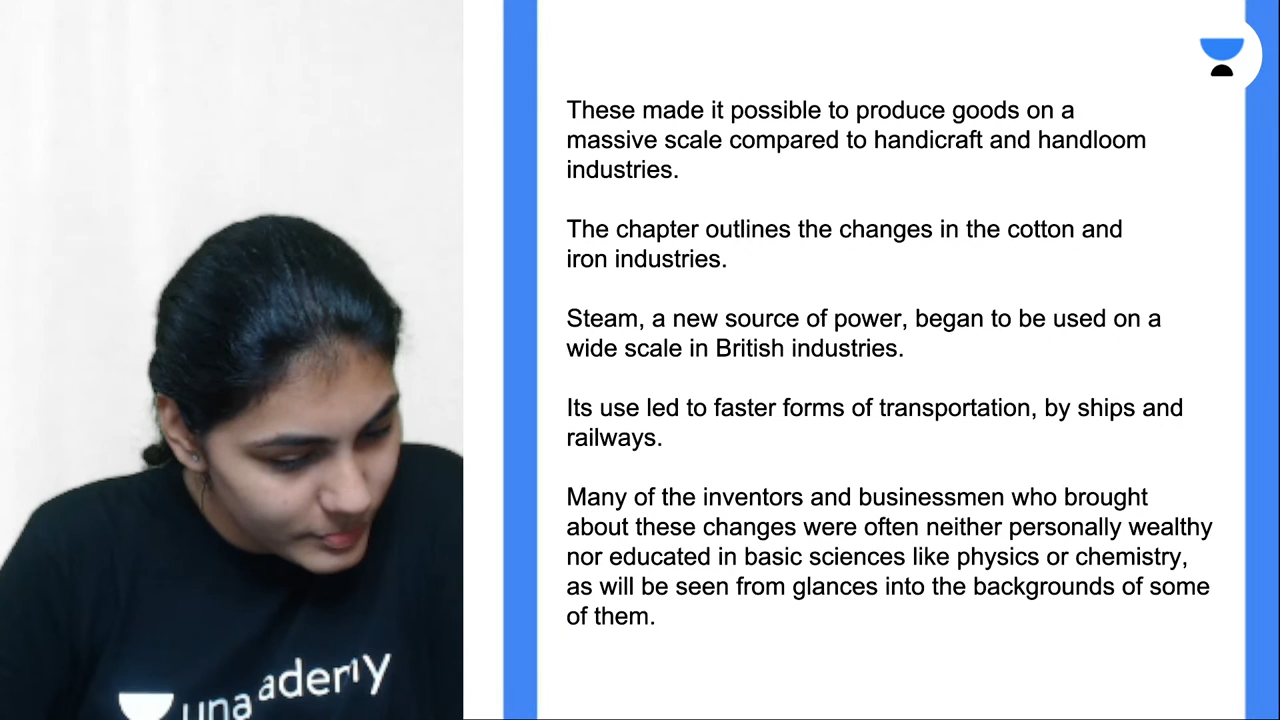 These made it possible to produce goods on a
massive scale compared to handicraft and handloom
industries.
The chapter outlines the changes in the cotton and
iron industries.
Steam, a new source of power, began to be used on a
wide scale in British industries.
Its use led to faster forms of transportation, by ships and
railways.
Many of the inventors and businessmen who brought
about these changes were often neither personally wealthy
nor educated in basic sciences like physics or chemistry,
as will be seen from glances into the backgrounds of some
of them.
unacademy